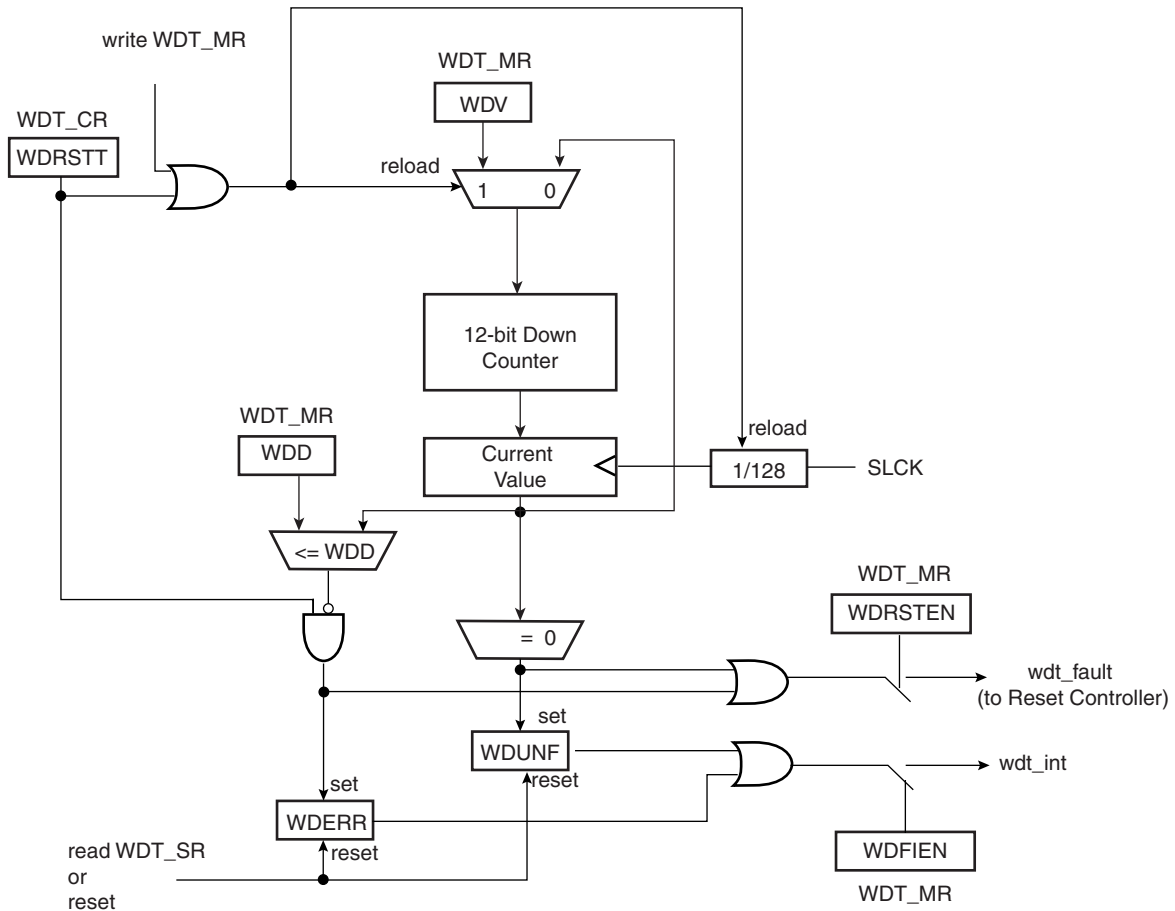 write WDT_MR
WDT_MR
WDV
WDT_CR
WDRSTT
reload
1 0
12-bit Down
Counter
WDT_MR
WDD
reload
Current
Value
1/128
SLCK
<= WDD
WDT_MR
WDRSTEN
= 0
wdt_fault
(to Reset Controller)
set
WDUNF
reset
wdt_int
set
WDERR
reset
read WDT_SR
or
reset
WDFIEN
WDT_MR